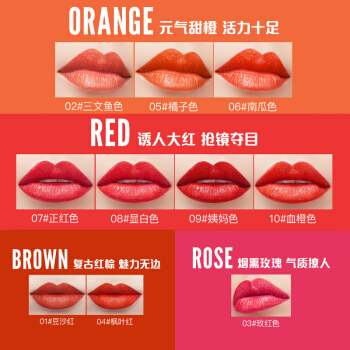 ORANGE 元气甜橙 活力十足
02#三文鱼色 05#橘子色 06#南瓜色
RED 诱人大红 抢镜夺目
07#正红色 08#显白色 09#姨妈色 10#血橙色
BROWN 复古红棕 魅力无边
01#豆沙红 04#枫叶红
ROSE 烟熏玫瑰 气质撩人
03#玫红色